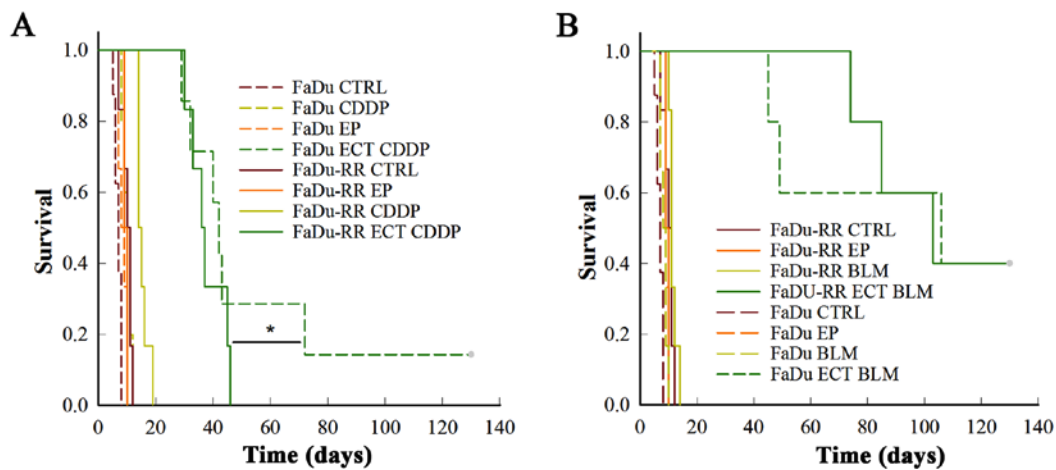 A
Survival
1.0
0.8
0.6
0.4
0.2
0.0
FaDu CTRL
FaDu CDDP
FaDu EP
FaDu ECT CDDP
FaDu-RR CTRL
FaDu-RR EP
FaDu-RR CDDP
FaDu-RR ECT CDDP
*
0 20 40 60 80 100 120 140
Time (days)
B
Survival
1.0
0.8
0.6
0.4
0.2
0.0
FaDu-RR CTRL
FaDu-RR EP
FaDu-RR BLM
FaDU-RR ECT BLM
FaDu CTRL
FaDu EP
FaDu BLM
FaDu ECT BLM
0 20 40 60 80 100 120 140
Time (days)